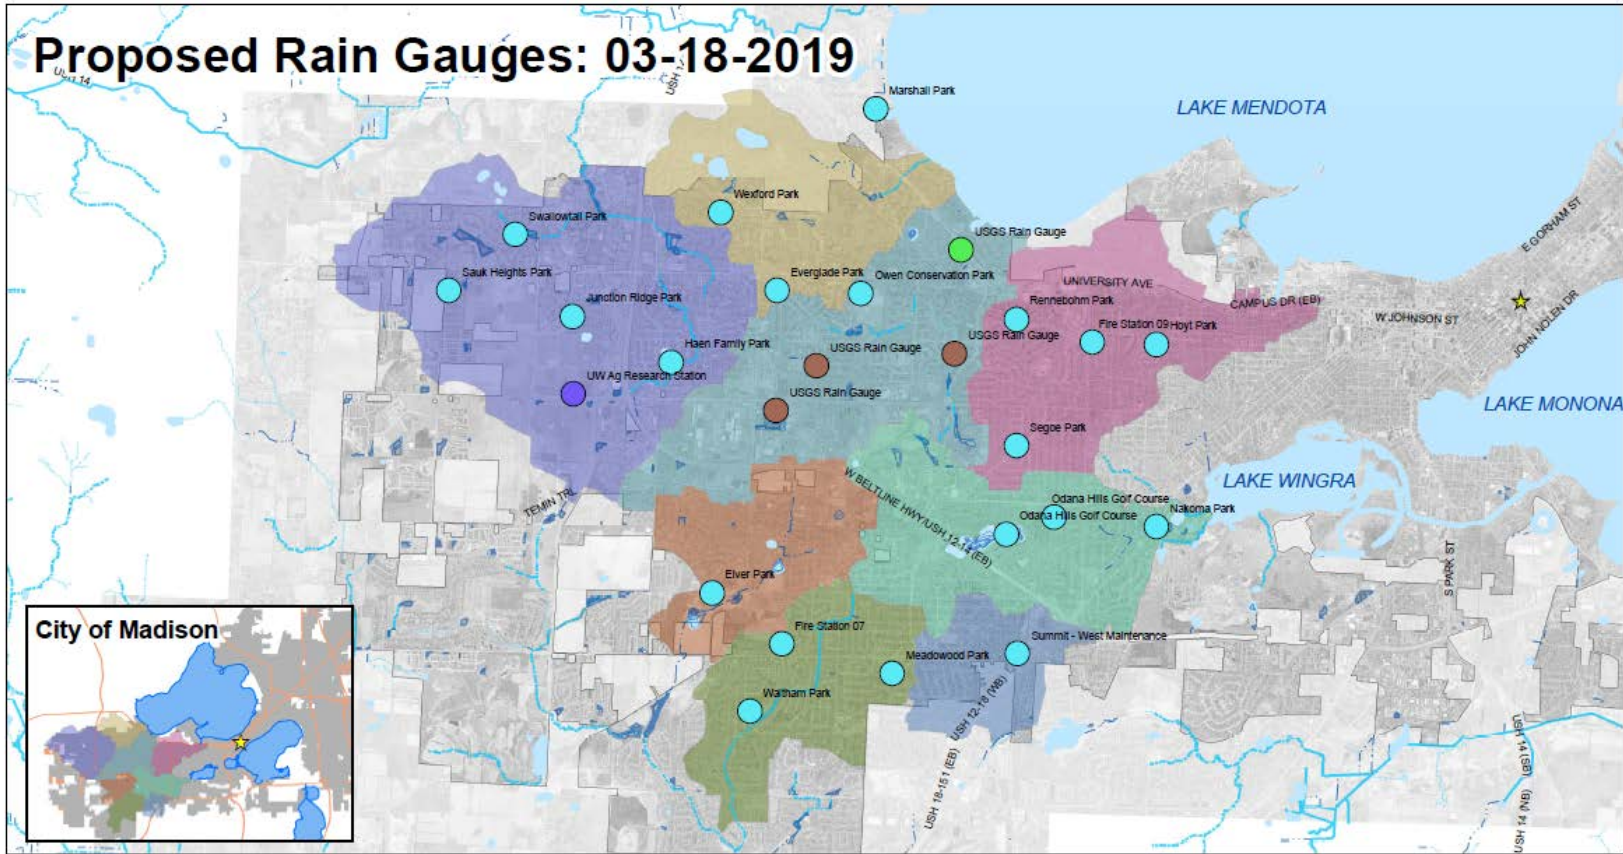 Proposed Rain Gauges: 03-18-2019
USH 14
Marshall Park
LAKE MENDOTA
Wexford Park
Swallowtail Park
E GORHAM ST
USGS Rain Gauge
Sauk Heights Park
Everglade Park
Owen Conservation Park
UNIVERSITY AVE
Junction Ridge Park
Rennebohm Park
CAMPUS DR (EB)
W JOHNSON ST
JOHN NOLEN DR
Fire Station 09
Hoyt Park
USGS Rain Gauge
Haen Family Park
USGS Rain Gauge
UW Ag Research Station
USGS Rain Gauge
LAKE MONONA
Segoe Park
W BELTLINE HWY/USH 12-14 (EB)
LAKE WINGRA
TEMIN TRL
Odana Hills Golf Course
Odana Hills Golf Course
Nakoma Park
S PARK ST
Elver Park
Fire Station 07
Summit - West Maintenance
Meadowood Park
Waltham Park
USH 12-18 (WB)
USH 18-151 (EB)
USH 14 (SB)
USH 14 (NB)
City of Madison